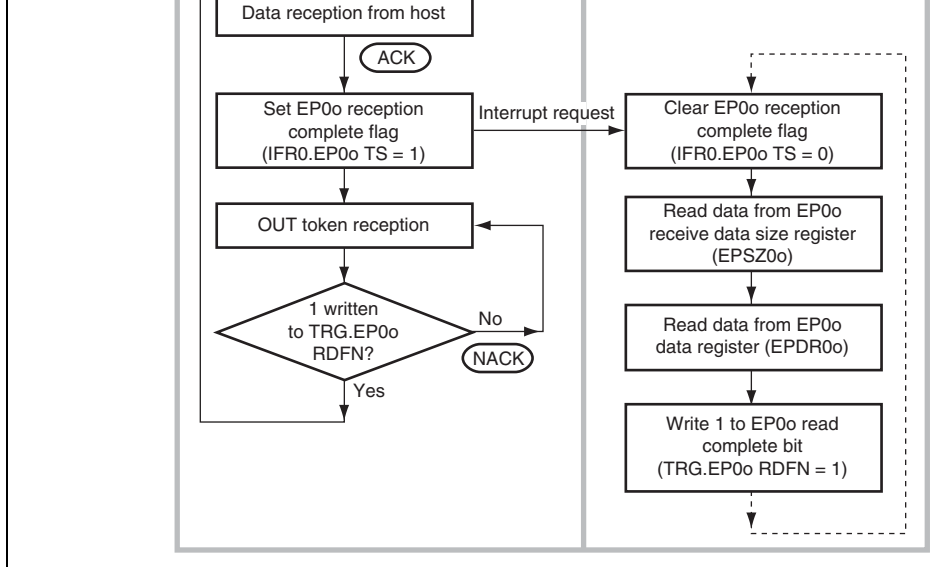 Data reception from host
ACK
Set EP0o reception
complete flag
(IFR0.EP0o TS = 1)
Interrupt request
Clear EP0o reception
complete flag
(IFR0.EP0o TS = 0)
OUT token reception
Read data from EP0o
receive data size register
(EPSZ0o)
1 written
to TRG.EP0o
RDFN?
No
NACK
Yes
Read data from EP0o
data register (EPDR0o)
Write 1 to EP0o read
complete bit
(TRG.EP0o RDFN = 1)